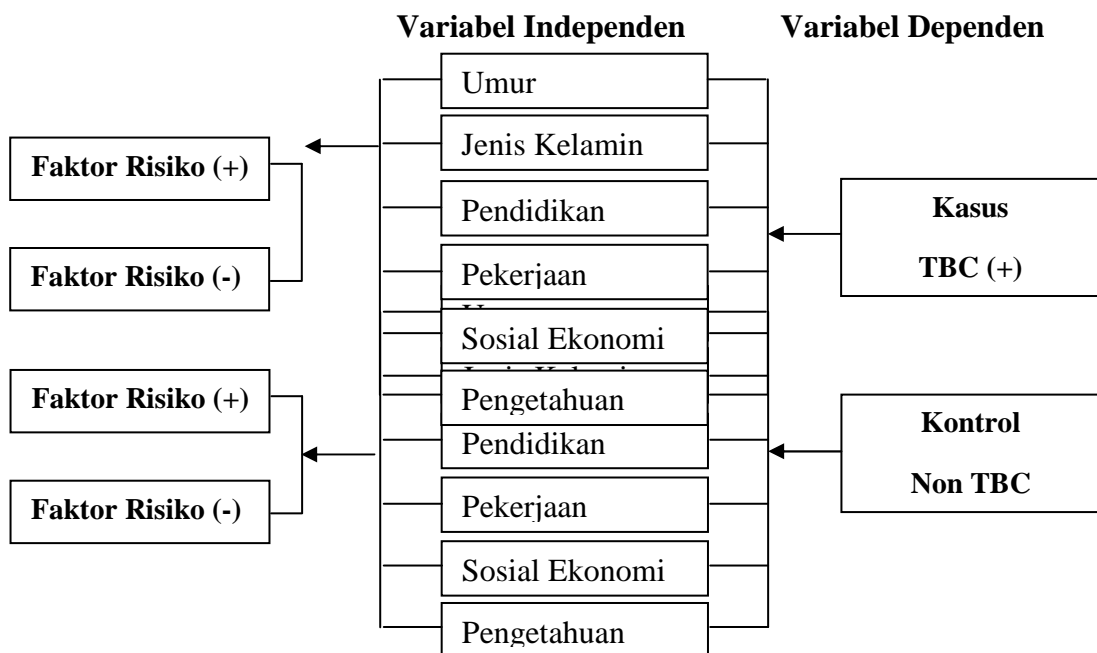 Variabel Independen Variabel Dependen
Umur
Jenis Kelamin
Pendidikan
Pekerjaan
Sosial Ekonomi
Pengetahuan
Pendidikan
Pekerjaan
Sosial Ekonomi
Pengetahuan
Faktor Risiko (+)
Faktor Risiko (-)
Faktor Risiko (+)
Faktor Risiko (-)
Kasus
TBC (+)
Kontrol
Non TBC